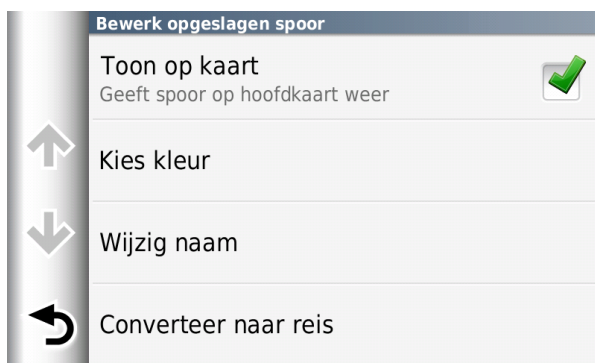 Bewerk opgeslagen spoor
Toon op kaart
Geeft spoor op hoofdkaart weer
Kies kleur
Wijzig naam
Converteer naar reis